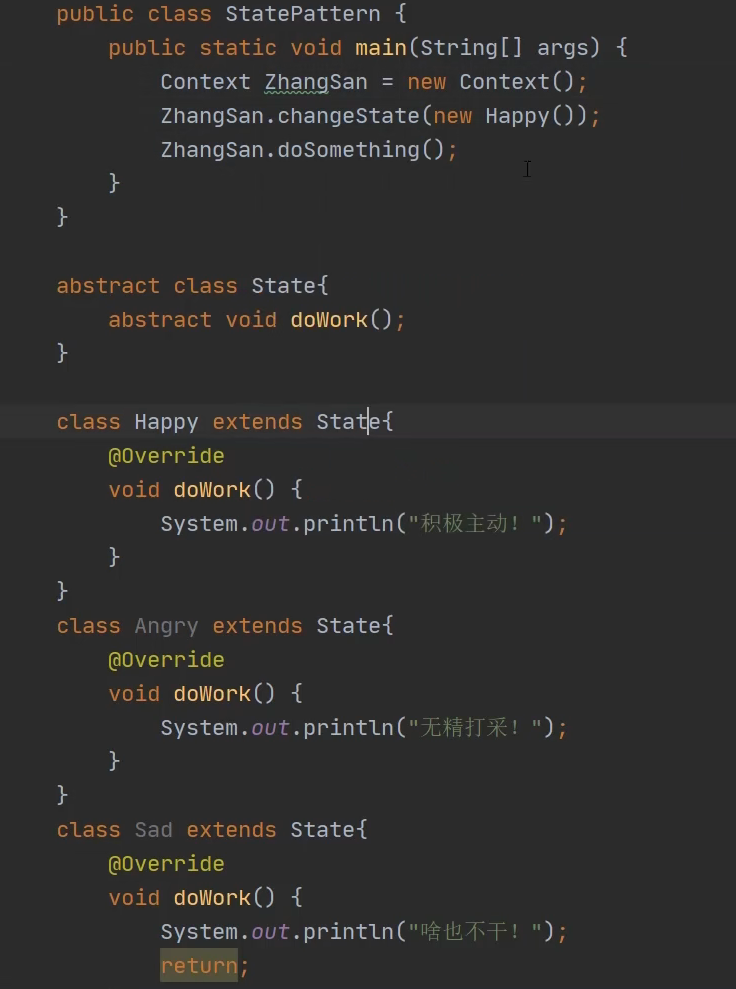 public class StatePattern {
    public static void main(String[] args) {
        Context ZhangSan = new Context();
        ZhangSan.changeState(new Happy());
        ZhangSan.doSomething();
    }
}

abstract class State{
    abstract void doWork();
}

class Happy extends State{
    @Override
    void doWork() {
        System.out.println("积极主动！");
    }
}
class Angry extends State{
    @Override
    void doWork() {
        System.out.println("无精打采！");
    }
}
class Sad extends State{
    @Override
    void doWork() {
        System.out.println("啥也不干！");
        return;